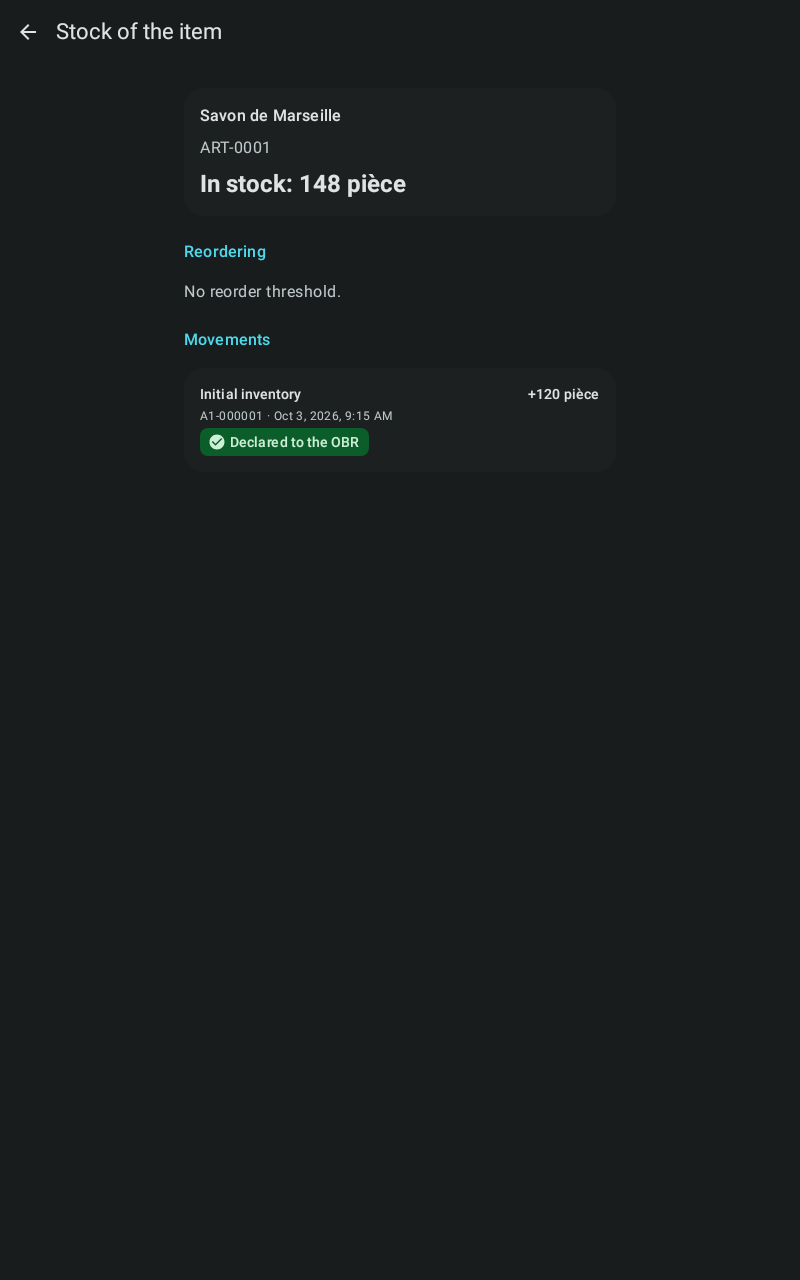 Stock of the item
Savon de Marseille
ART-0001
In stock: 148 pièce
Reordering
No reorder threshold.
Movements
Initial inventory +120 pièce
A1-000001 · Oct 3, 2026, 9:15 AM
Declared to the OBR